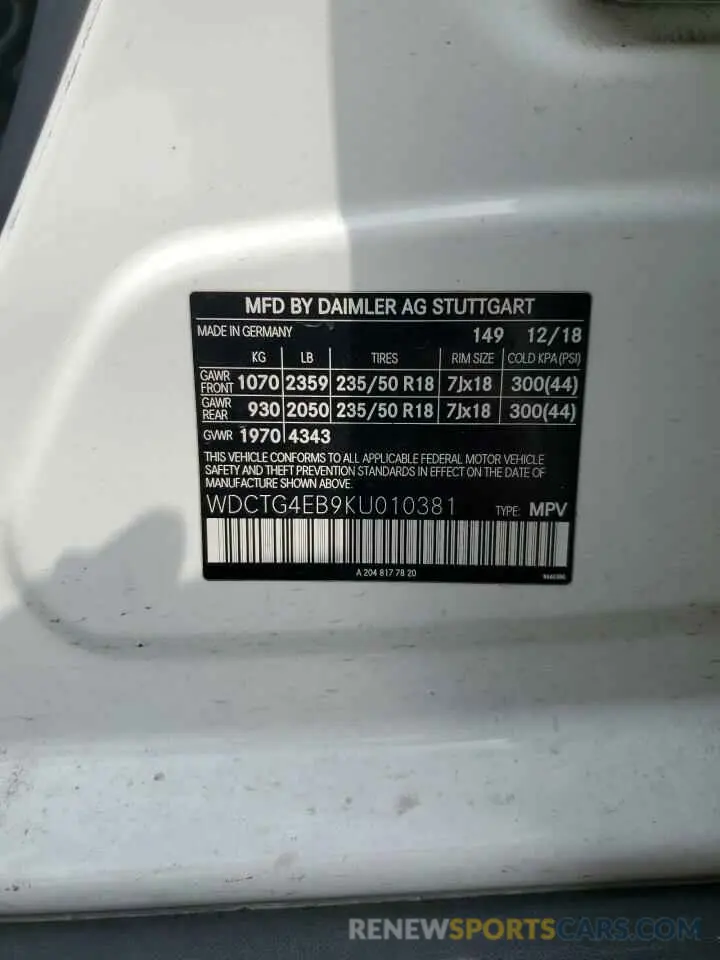 MFD BY DAIMLER AG STUTTGART
MADE IN GERMANY 149 12/18
KG LB TIRES RIM SIZE COLD KPA(PSI)
GAWR FRONT 1070 2359 235/50 R18 7Jx18 300(44)
GAWR REAR 930 2050 235/50 R18 7Jx18 300(44)
GVWR 1970 4343
THIS VEHICLE CONFORMS TO ALL APPLICABLE FEDERAL MOTOR VEHICLE
SAFETY AND THEFT PREVENTION STANDARDS IN EFFECT ON THE DATE OF
MANUFACTURE SHOWN ABOVE.
WDCTG4EB9KU010381 TYPE: MPV
A 204 817 78 20
RENEWSPORTSCARS.COM